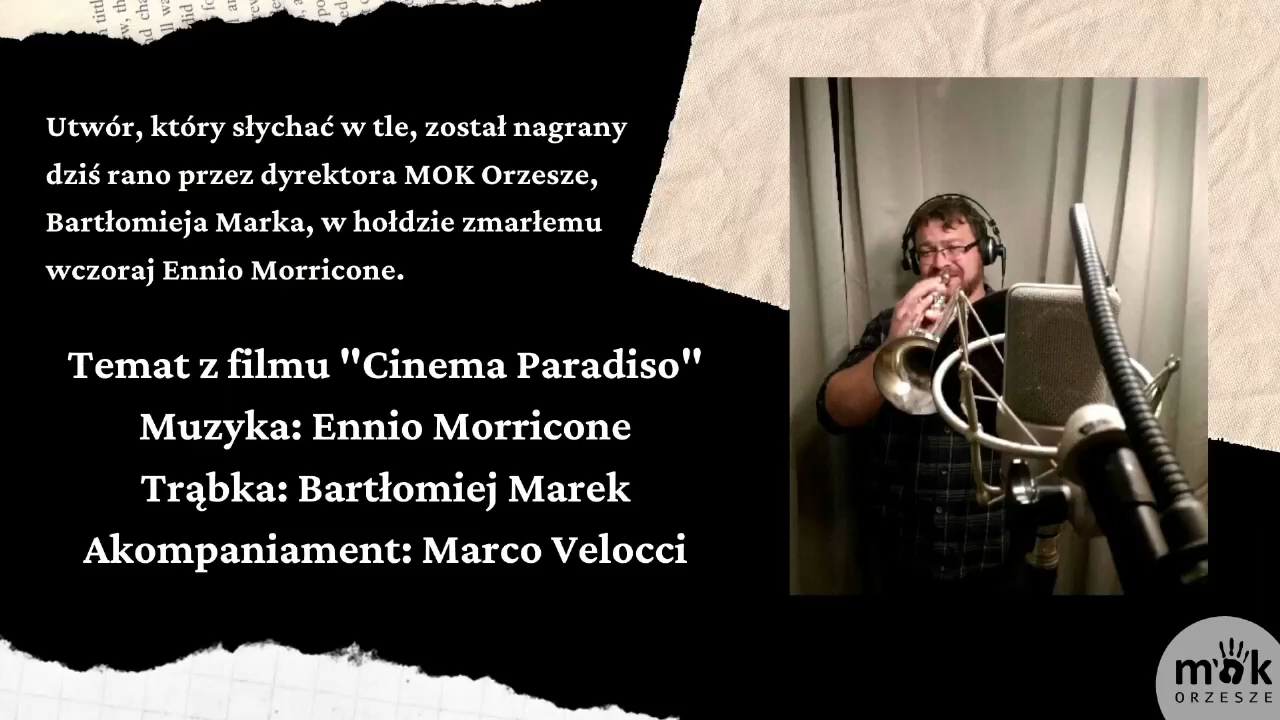 Utwór, który słychać w tle, został nagrany
dziś rano przez dyrektora MOK Orzesze,
Bartłomieja Marka, w hołdzie zmarłemu
wczoraj Ennio Morricone.
Temat z filmu "Cinema Paradiso"
Muzyka: Ennio Morricone
Trąbka: Bartłomiej Marek
Akompaniament: Marco Velocci
mok
ORZESZE